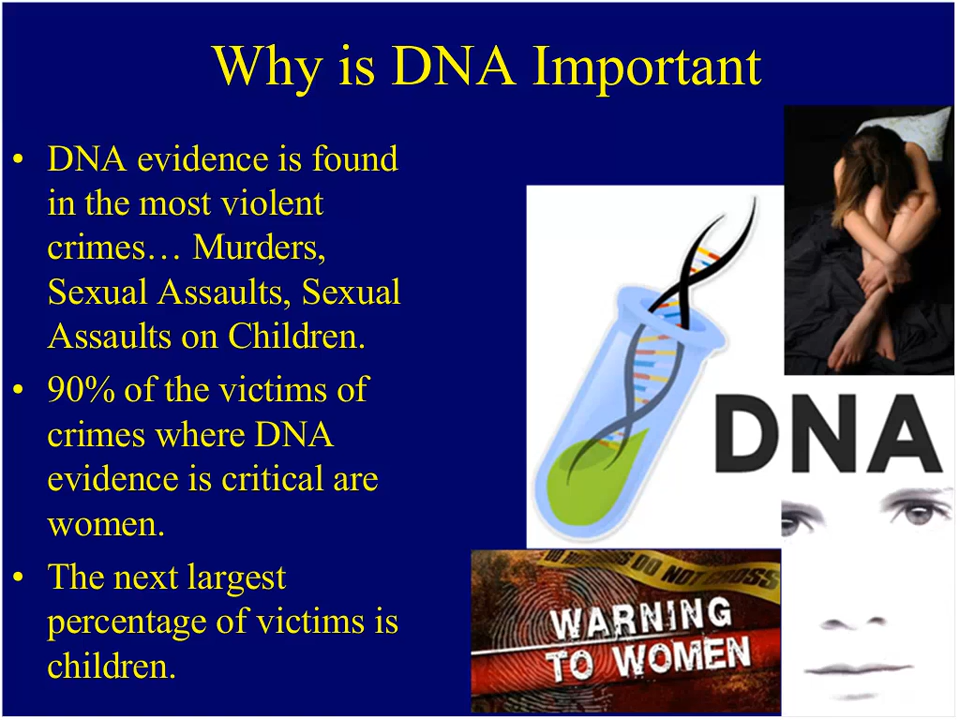 Why is DNA Important
• DNA evidence is found
in the most violent
crimes… Murders,
Sexual Assaults, Sexual
Assaults on Children.
• 90% of the victims of
crimes where DNA
evidence is critical are
women.
• The next largest
percentage of victims is
children.
DNA
DO NOT CROSS
WARNING
TO WOMEN